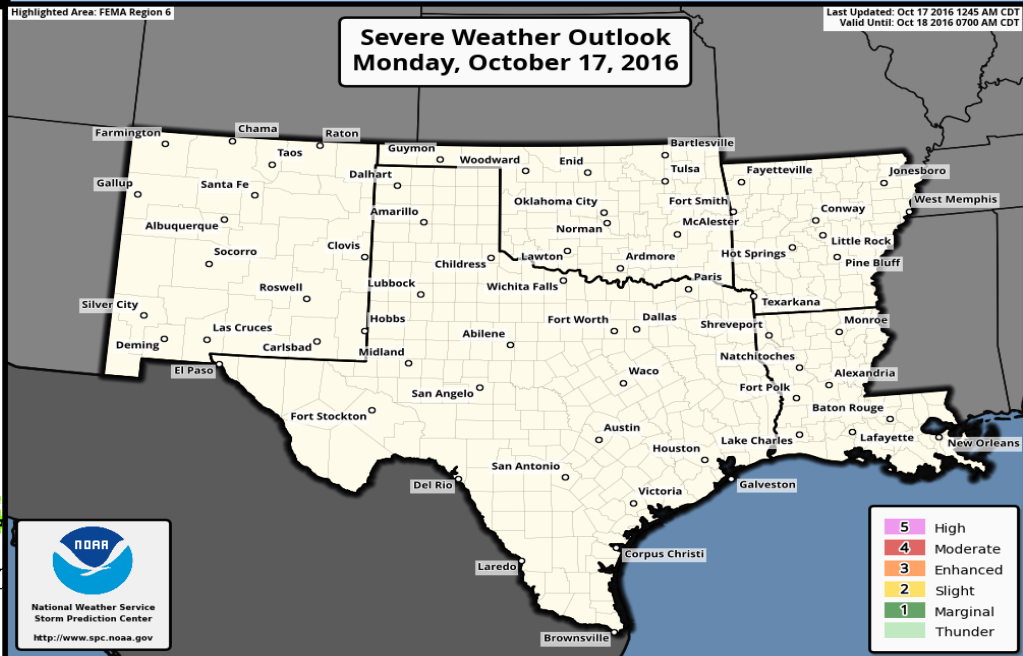 Highlighted Area: FEMA Region 6
Last Updated: Oct 17 2016 1245 AM CDT
Valid Until: Oct 18 2016 0700 AM CDT
Severe Weather Outlook
Monday, October 17, 2016
Farmington
Chama
Raton
Guymon
Bartlesville
Taos
Woodward
Enid
Dalhart
Tulsa
Fayetteville
Jonesboro
Gallup
Santa Fe
Oklahoma City
Fort Smith
West Memphis
Amarillo
Conway
Albuquerque
Norman
McAlester
Little Rock
Socorro
Clovis
Childress
Lawton
Ardmore
Hot Springs
Pine Bluff
Roswell
Lubbock
Wichita Falls
Paris
Texarkana
Silver City
Las Cruces
Hobbs
Abilene
Fort Worth
Dallas
Shreveport
Monroe
Deming
Carlsbad
Midland
Natchitoches
El Paso
San Angelo
Waco
Fort Polk
Alexandria
Fort Stockton
Austin
Baton Rouge
Houston
Lake Charles
Lafayette
New Orleans
Del Rio
San Antonio
Victoria
Galveston
Laredo
Corpus Christi
Brownsville
NOAA
National Weather Service
Storm Prediction Center
http://www.spc.noaa.gov
5 High
4 Moderate
3 Enhanced
2 Slight
1 Marginal
Thunder